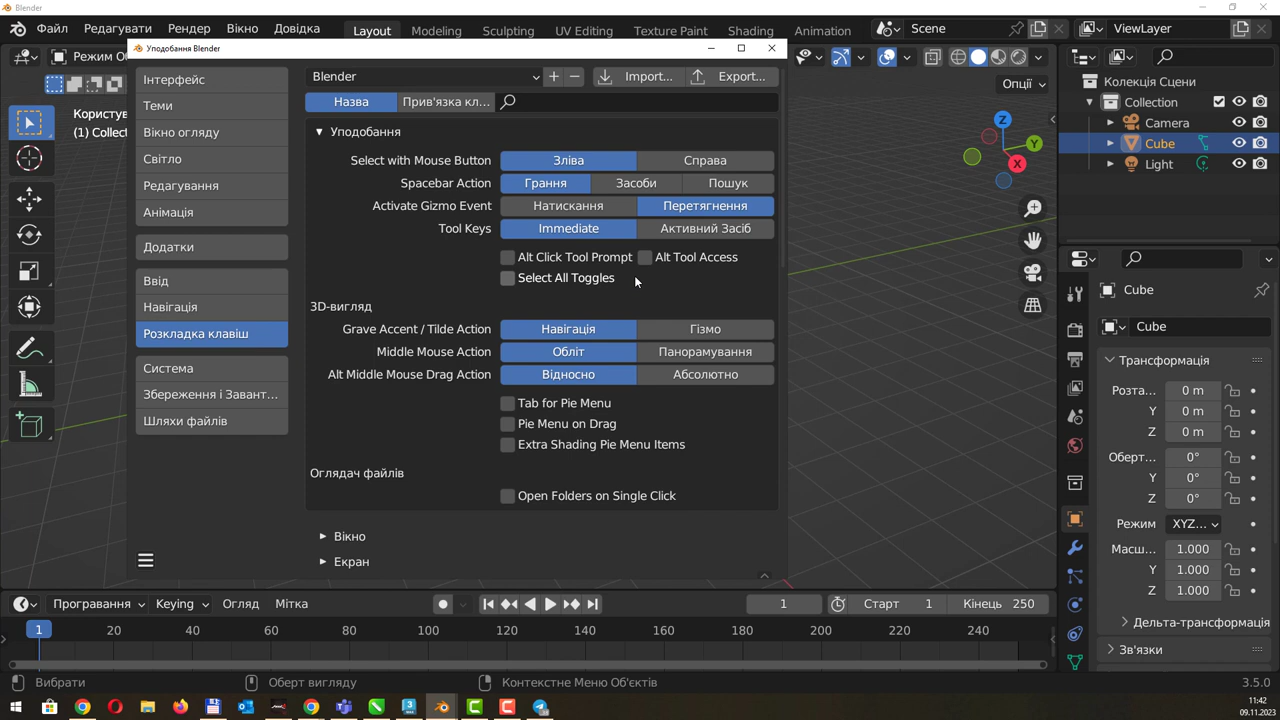 Blender
Файл
Редагувати
Рендер
Вікно
Довідка
Layout
Modeling
Sculpting
UV Editing
Texture Paint
Shading
Animation
Scene
ViewLayer
Режим Об
Опції
Користув
(1) Collect
Уподобання Blender
Інтерфейс
Теми
Вікно огляду
Світло
Редагування
Анімація
Додатки
Ввід
Навігація
Розкладка клавіш
Система
Збереження і Завант...
Шляхи файлів
Blender
Import...
Export...
Назва
Прив'язка кл...
Уподобання
Select with Mouse Button
Зліва
Справа
Spacebar Action
Грання
Засоби
Пошук
Activate Gizmo Event
Натискання
Перетягнення
Tool Keys
Immediate
Активний Засіб
Alt Click Tool Prompt
Alt Tool Access
Select All Toggles
3D-вигляд
Grave Accent / Tilde Action
Навігація
Гізмо
Middle Mouse Action
Обліт
Панорамування
Alt Middle Mouse Drag Action
Відносно
Абсолютно
Tab for Pie Menu
Pie Menu on Drag
Extra Shading Pie Menu Items
Оглядач файлів
Open Folders on Single Click
Вікно
Екран
Z
Y
X
Колекція Сцени
Collection
Camera
Cube
Light
Cube
Cube
Трансформація
Розта... 0 m
Y 0 m
Z 0 m
Оберт... 0°
Y 0°
Z 0°
Режим XYZ...
Масш... 1.000
Y 1.000
Z 1.000
Дельта-трансформація
Зв'язки
Програвання
Keying
Огляд
Мітка
1
Старт 1
Кінець 250
1 20 40 60 80 100 120 140 160 180 200 220 240
Вибрати
Оберт вигляду
Контекстне Меню Об'єктів
3.5.0
11:42
09.11.2023